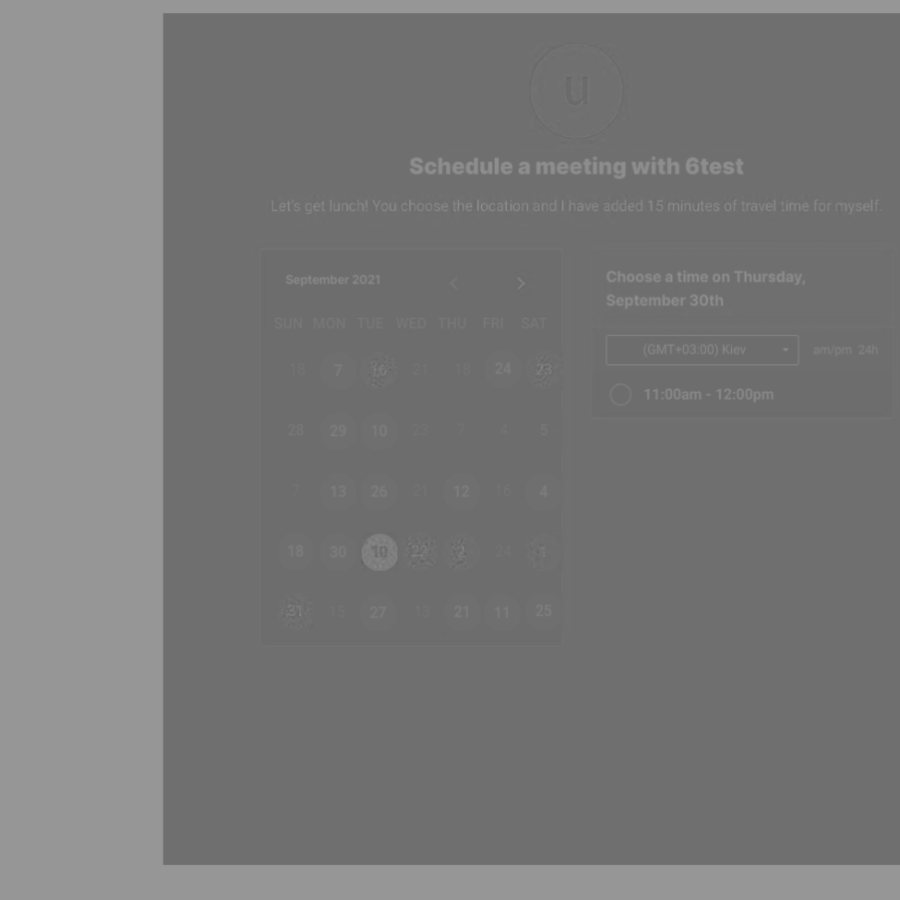 u
Schedule a meeting with 6test
Let's get lunch! You choose the location and I have added 15 minutes of travel time for myself.
September 2021
SUN MON TUE WED THU FRI SAT
18 7 16 21 18 24 23
28 29 10 23 7 4 5
7 13 26 21 12 16 4
18 30 19 22 2 24 1
31 16 27 13 21 11 25
Choose a time on Thursday,
September 30th
(GMT+03:00) Kiev am/pm 24h
11:00am - 12:00pm